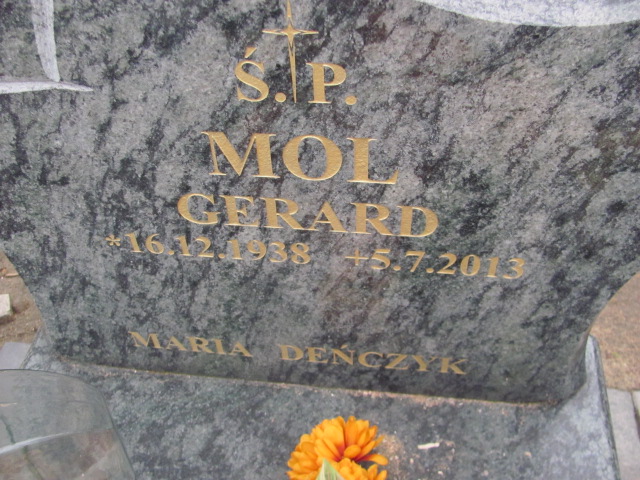 Ś.P.
MOL
GERARD
*16.12.1938 +5.7.2013
MARIA DEŃCZYK